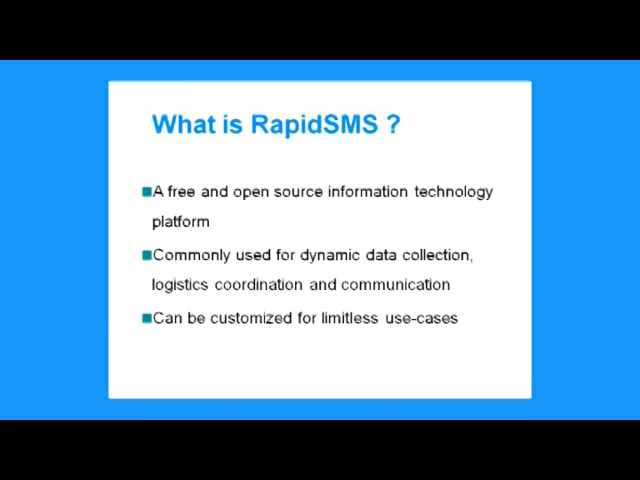 What is RapidSMS ?
A free and open source information technology
platform
Commonly used for dynamic data collection,
logistics coordination and communication
Can be customized for limitless use-cases